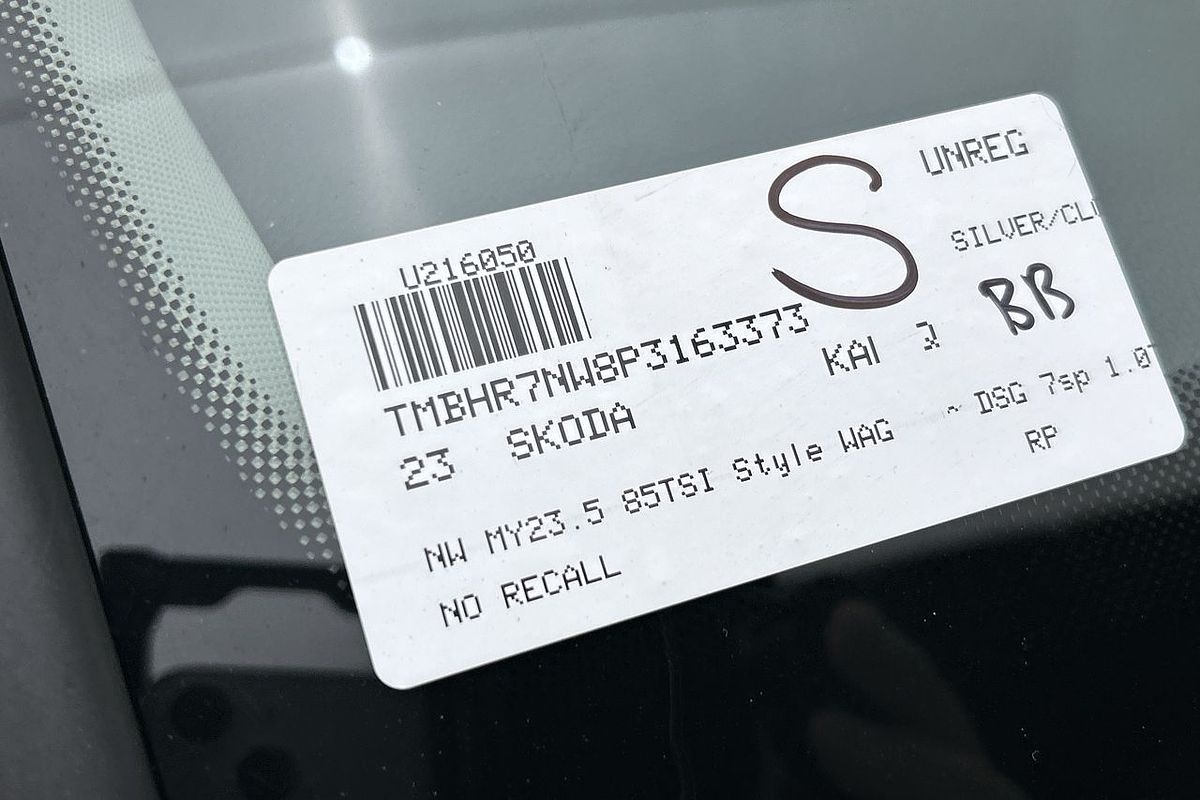 UNREG
S
SILVER/CL
U216050
BB
TMBHR7NW8P3163373
KAI
23 SKODA
NW MY23.5 85TSI Style WAG ~ DSG 7sp 1.0T
RP
NO RECALL